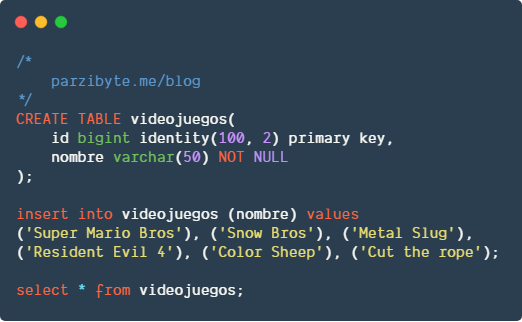 /*
    parzibyte.me/blog
*/
CREATE TABLE videojuegos(
    id bigint identity(100, 2) primary key,
    nombre varchar(50) NOT NULL
);

insert into videojuegos (nombre) values
('Super Mario Bros'), ('Snow Bros'), ('Metal Slug'),
('Resident Evil 4'), ('Color Sheep'), ('Cut the rope');

select * from videojuegos;